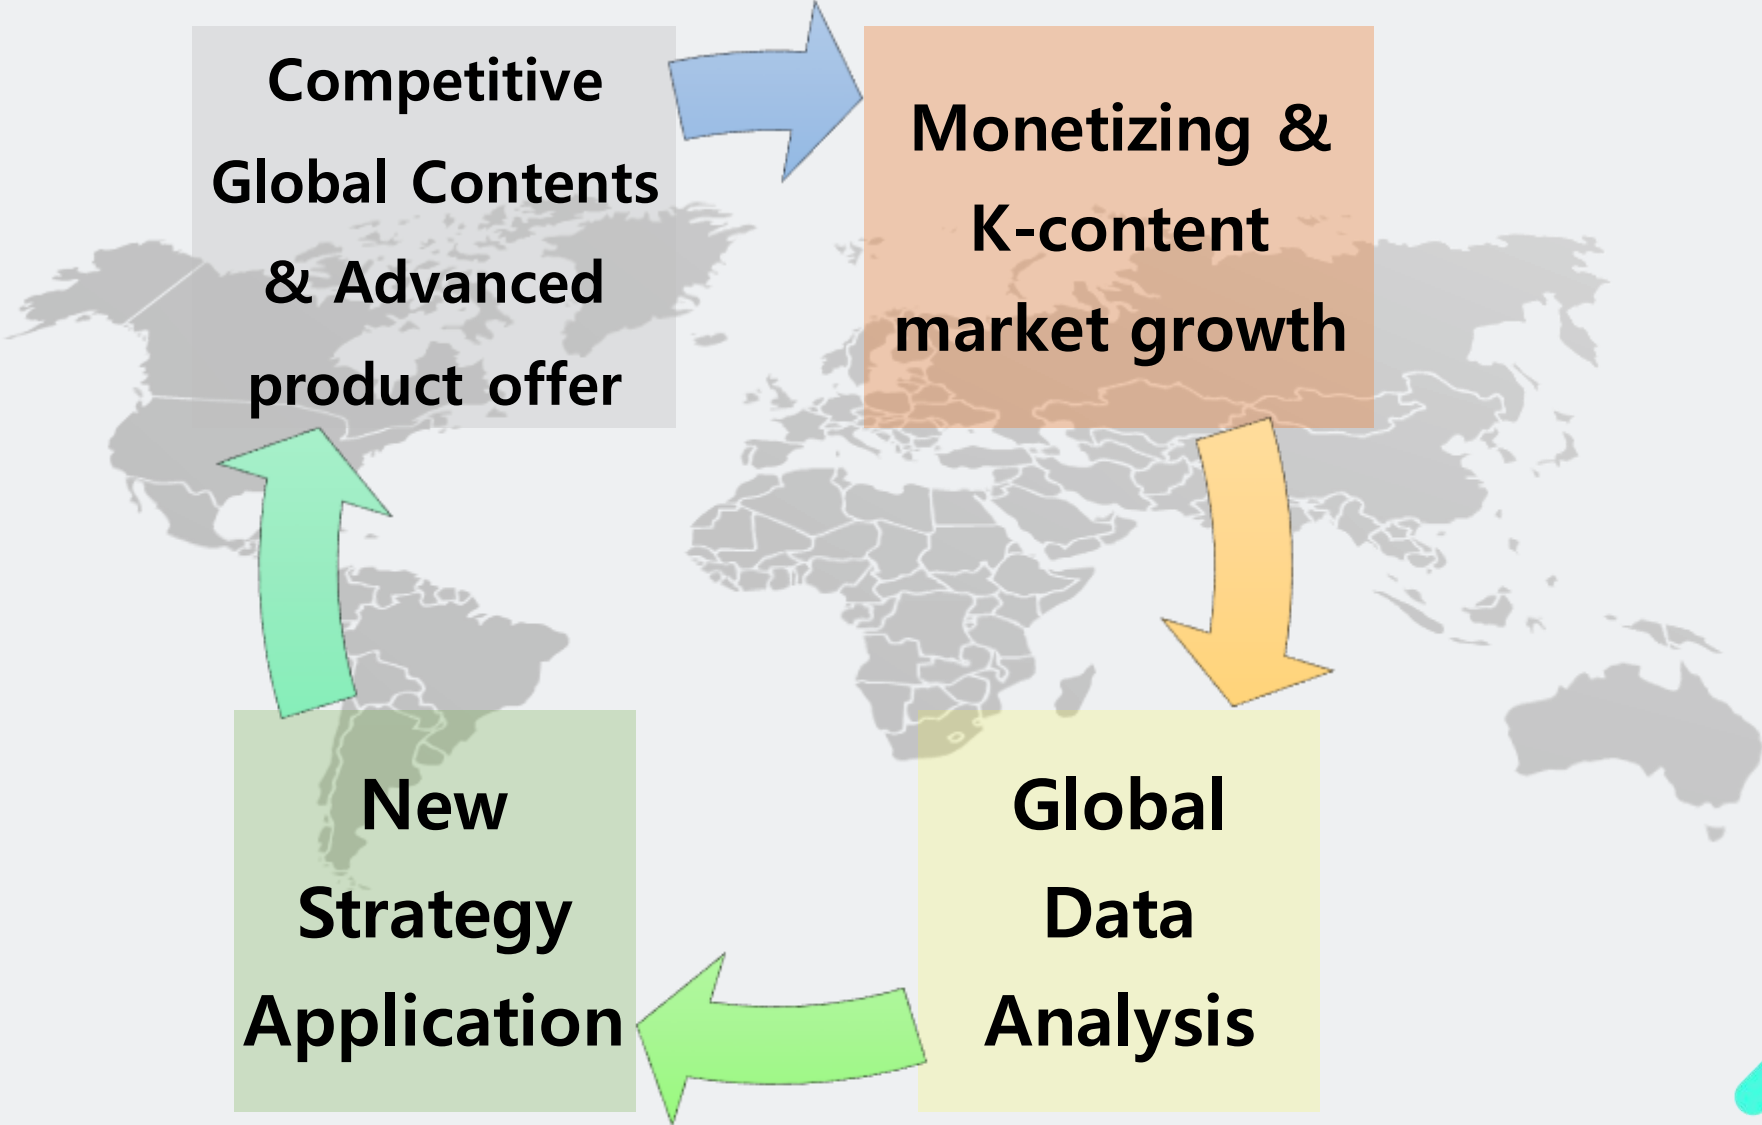 Competitive
Global Contents
& Advanced
product offer
Monetizing &
K-content
market growth
New
Strategy
Application
Global
Data
Analysis